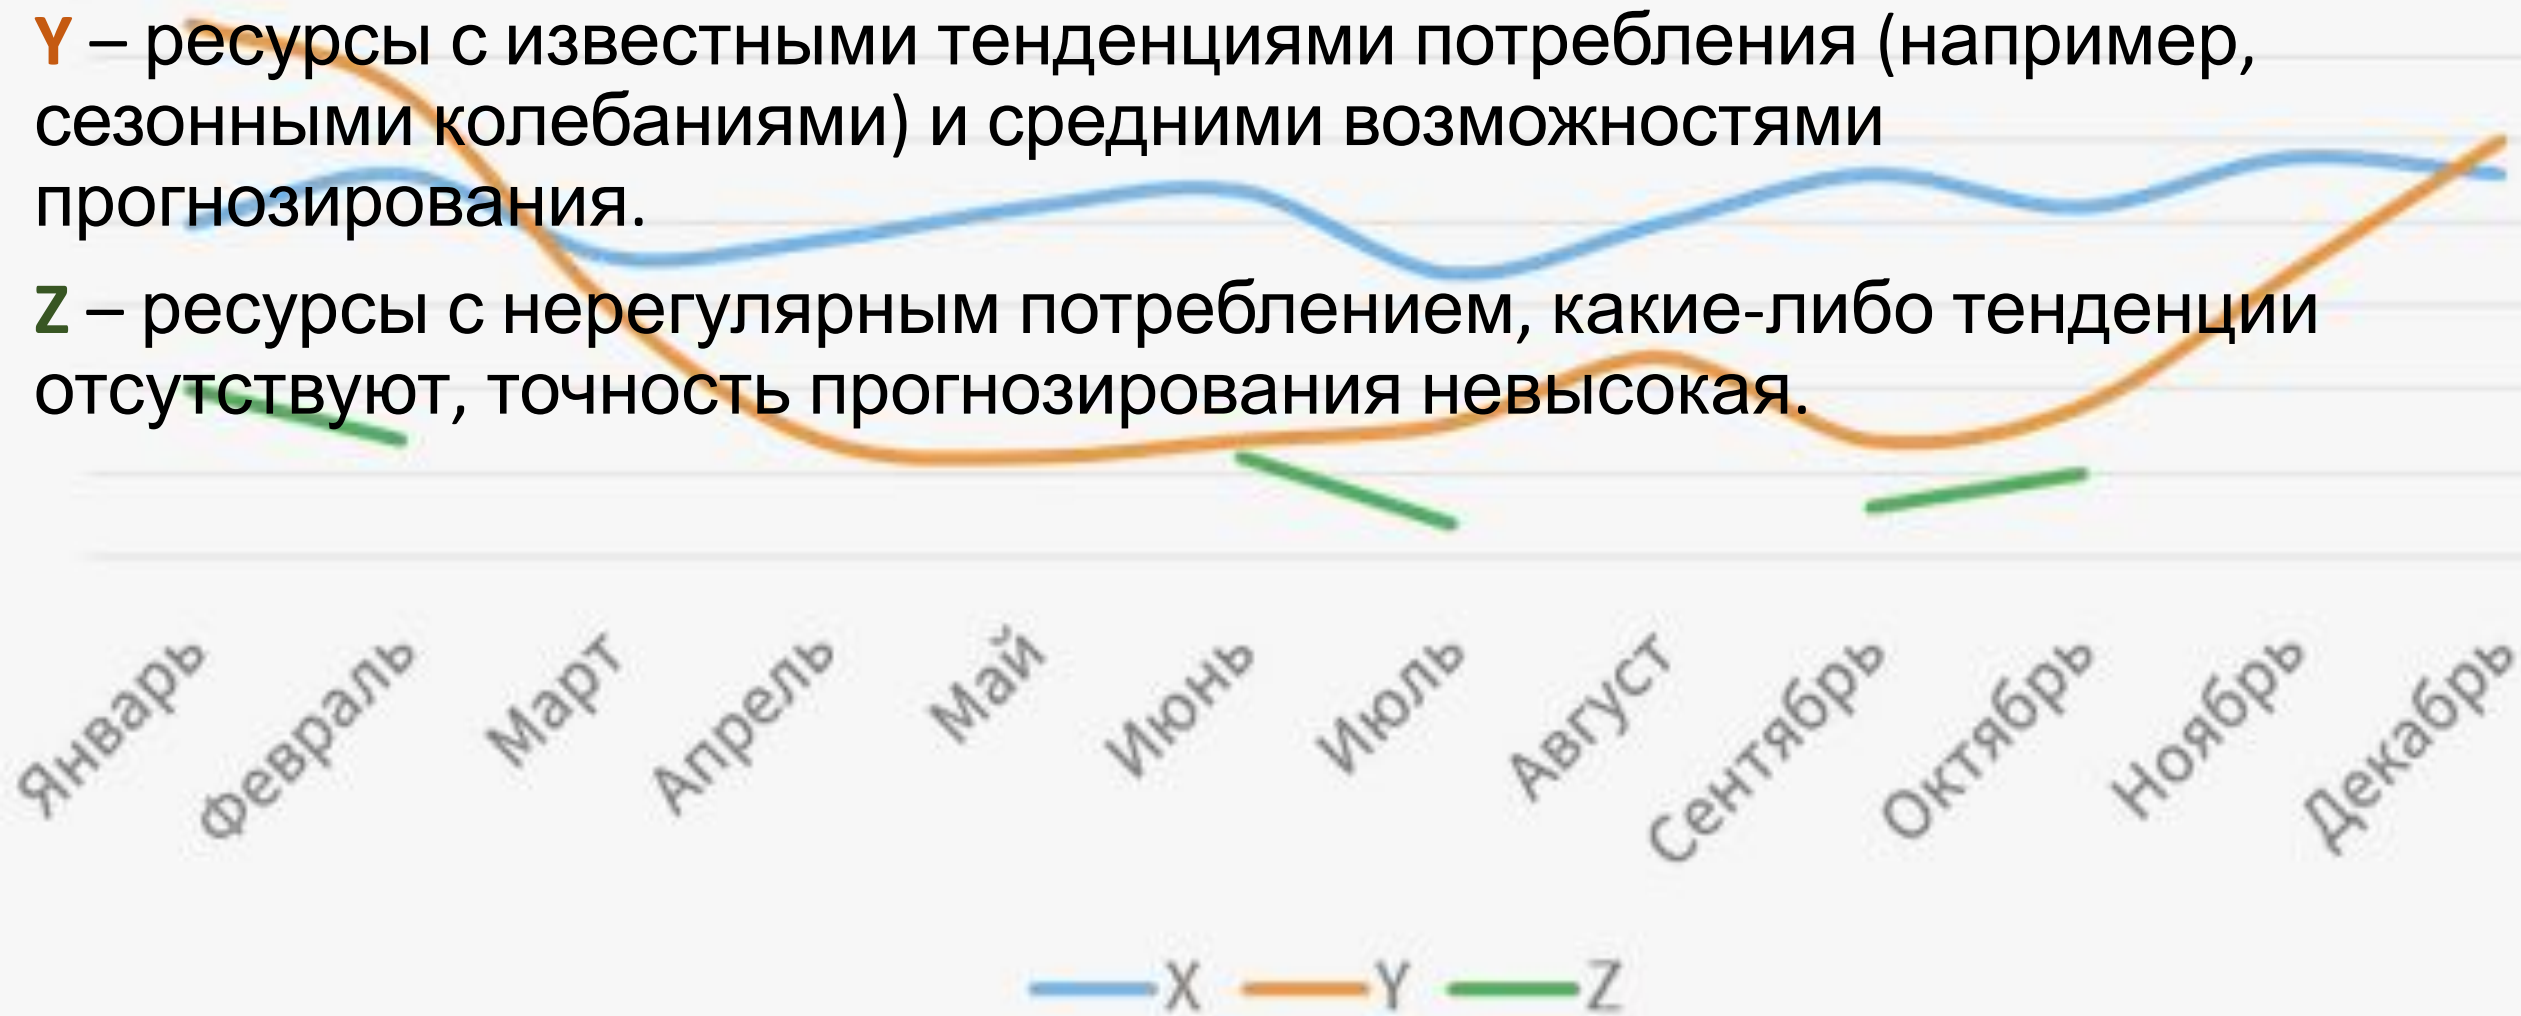 Y – ресурсы с известными тенденциями потребления (например,
сезонными колебаниями) и средними возможностями
прогнозирования.
Z – ресурсы с нерегулярным потреблением, какие-либо тенденции
отсутствуют, точность прогнозирования невысокая.
Январь
Февраль
Март
Апрель
Май
Июнь
Июль
Август
Сентябрь
Октябрь
Ноябрь
Декабрь
X Y Z